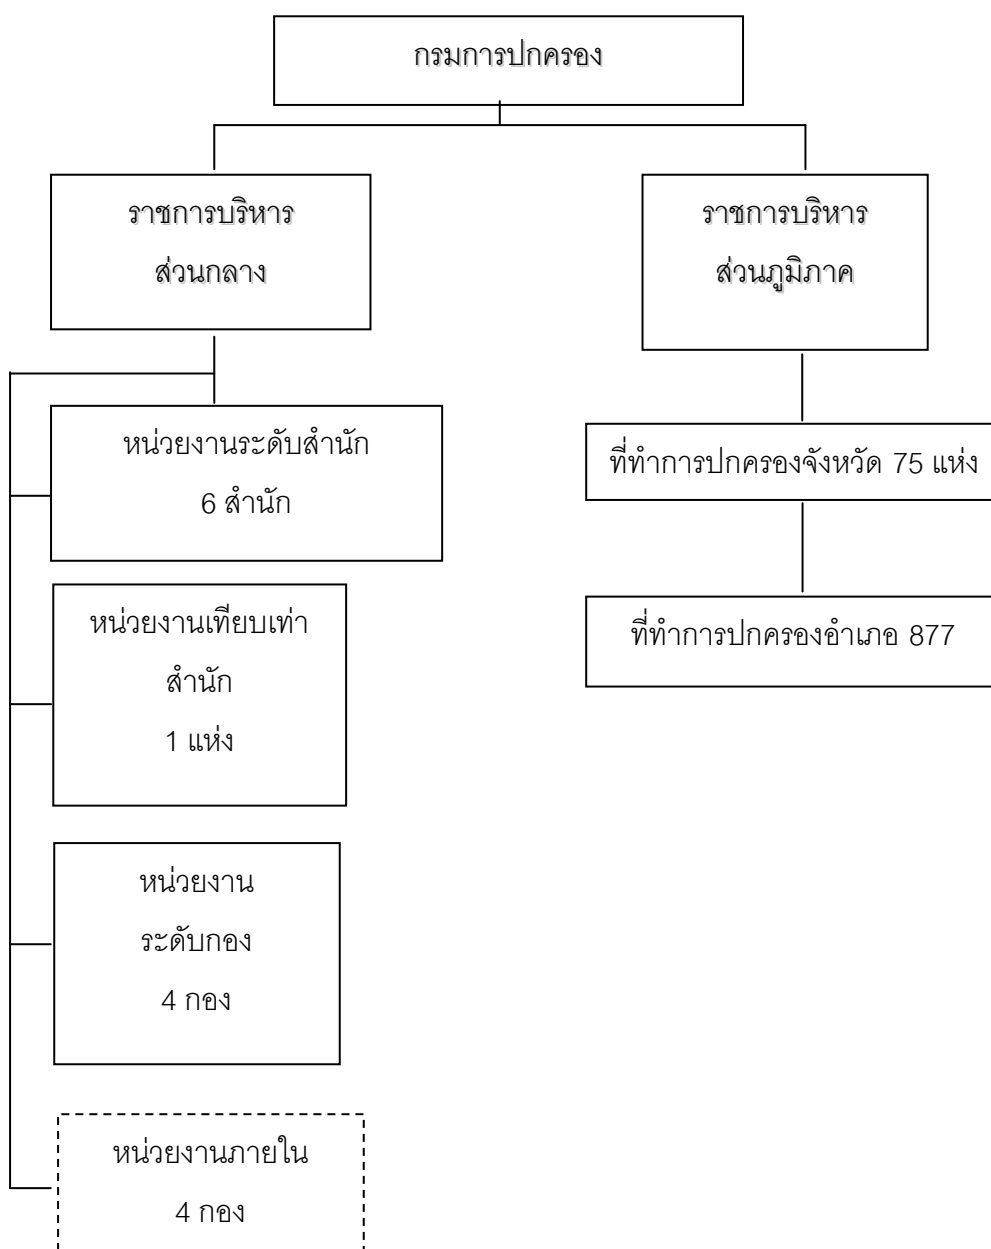 กรมการปกครอง
ราชการบริหาร
ส่วนกลาง
หน่วยงานระดับสำนัก
6 สำนัก
หน่วยงานเทียบเท่า
สำนัก
1 แห่ง
หน่วยงาน
ระดับกอง
4 กอง
หน่วยงานภายใน
4 กอง
ราชการบริหาร
ส่วนภูมิภาค
ที่ทำการปกครองจังหวัด 75 แห่ง
ที่ทำการปกครองอำเภอ 877